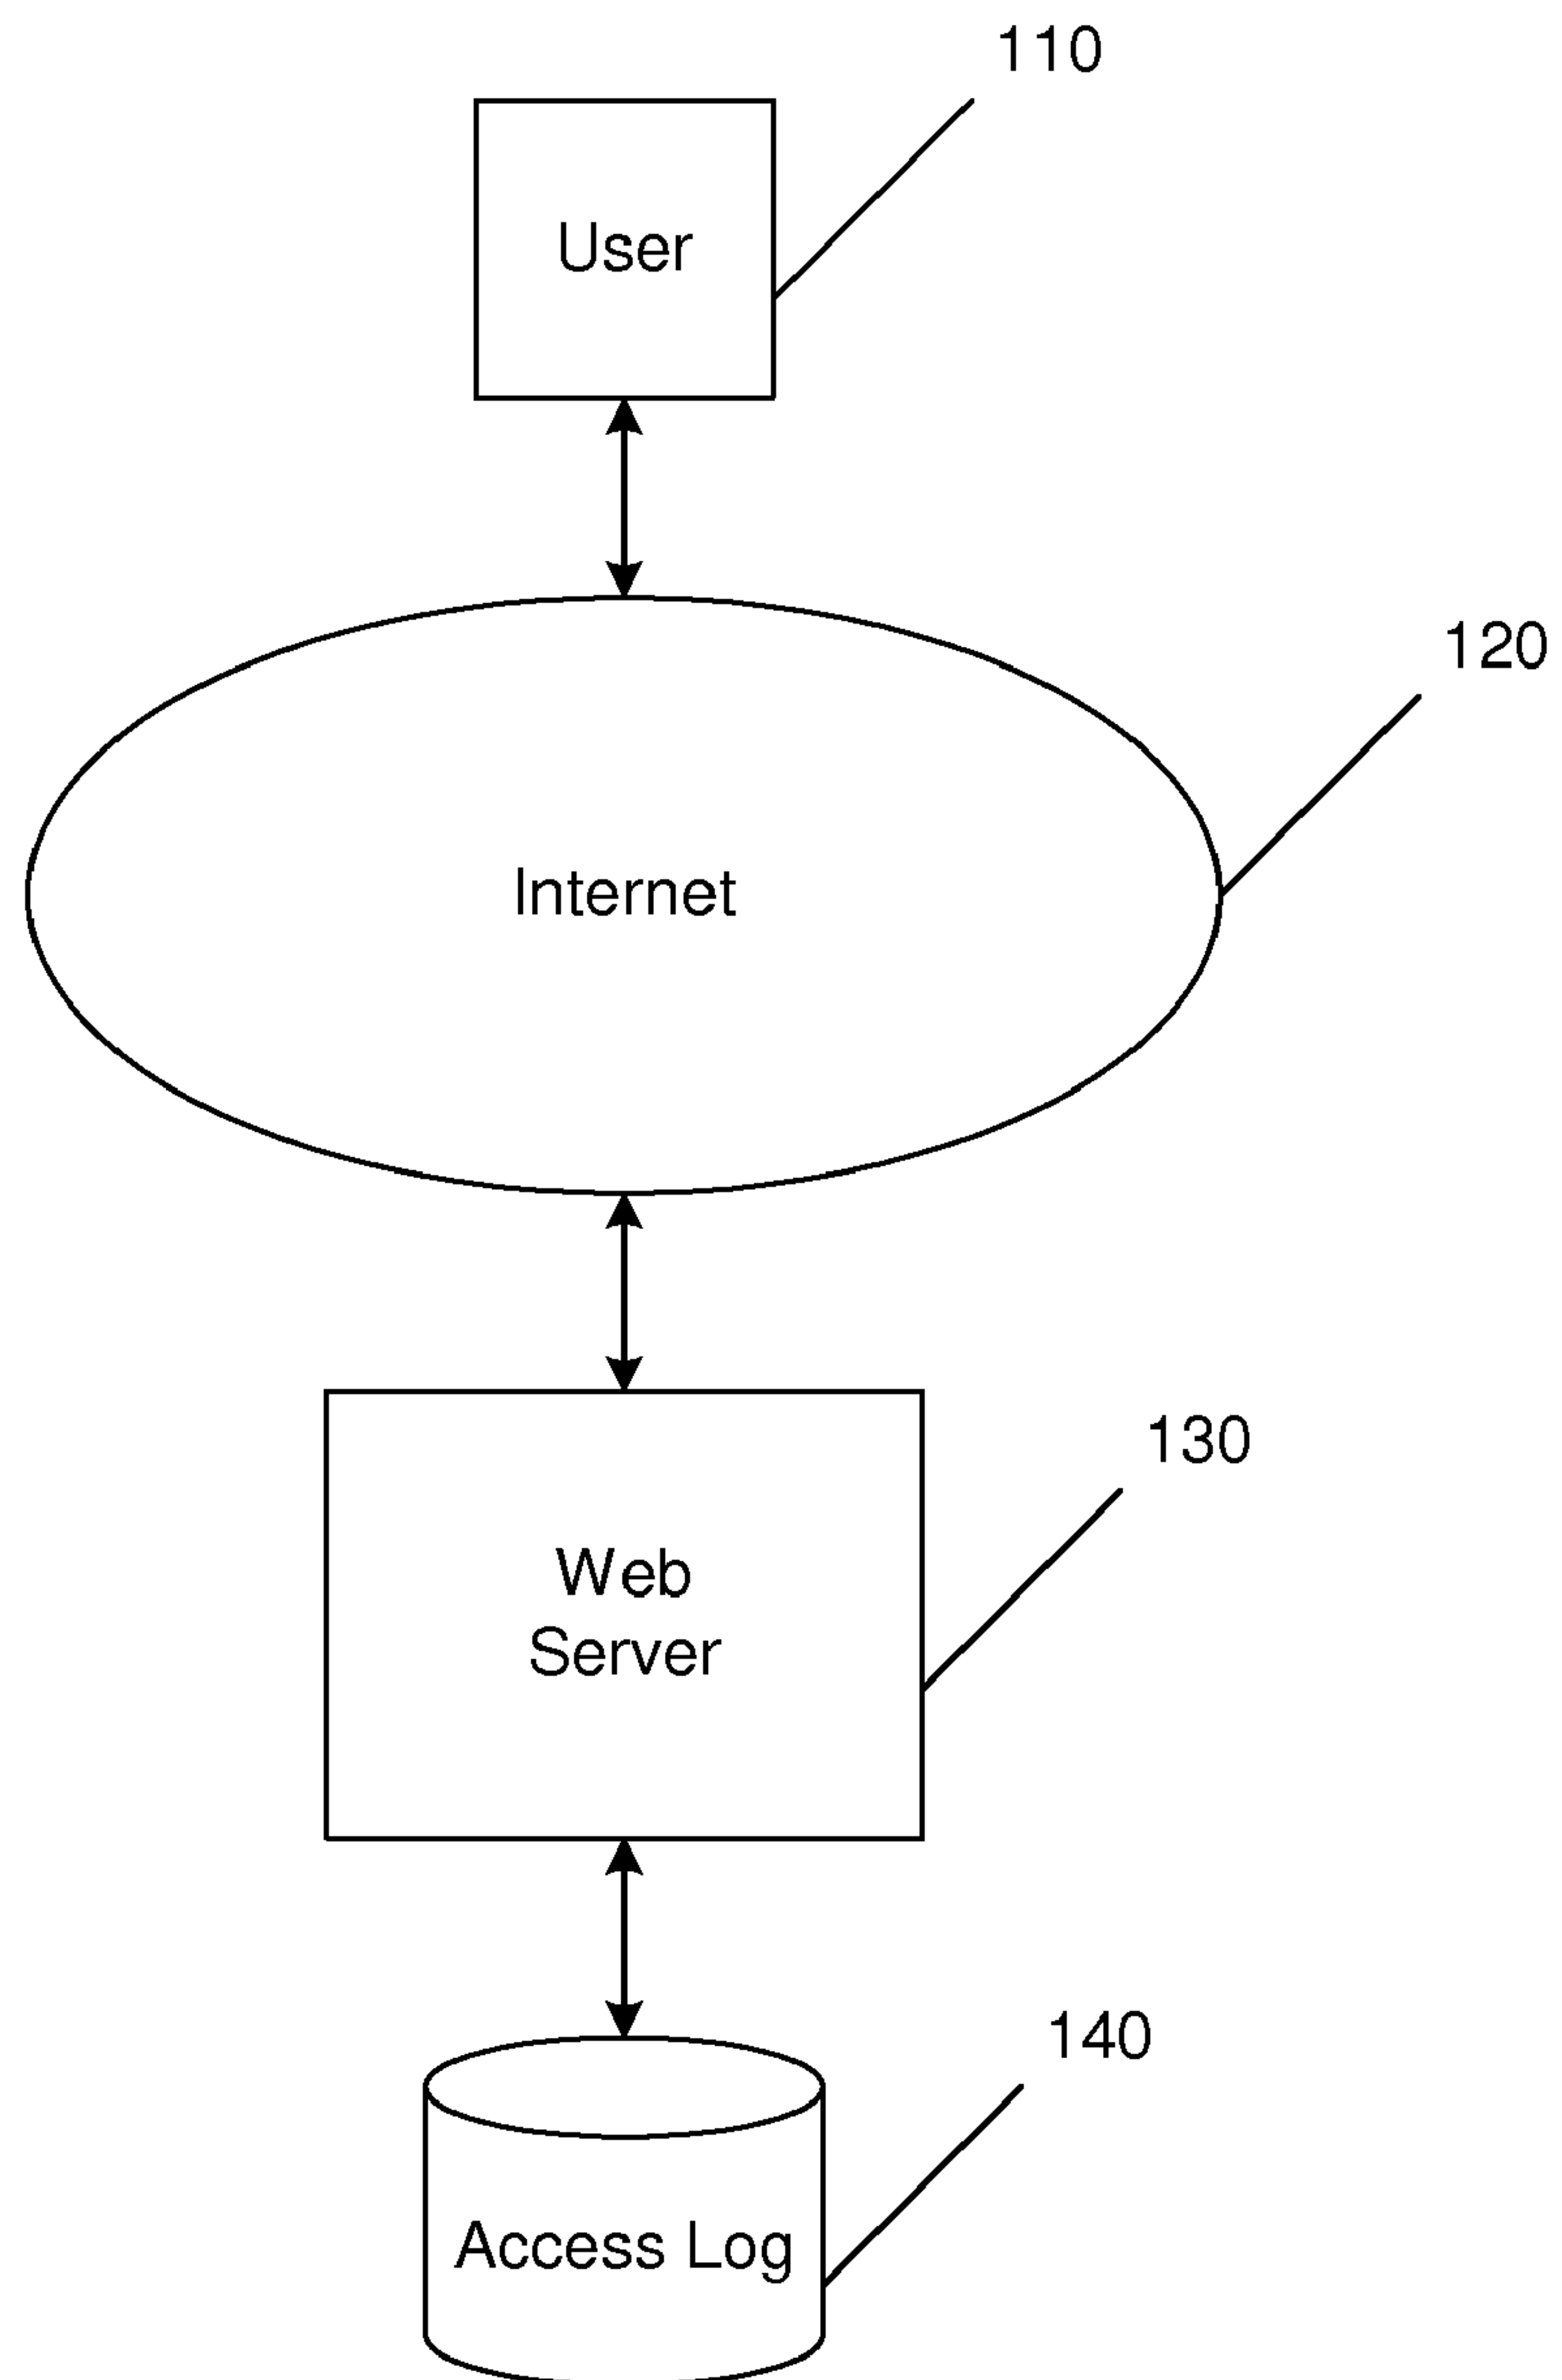 110
User
120
Internet
130
Web
Server
140
Access Log